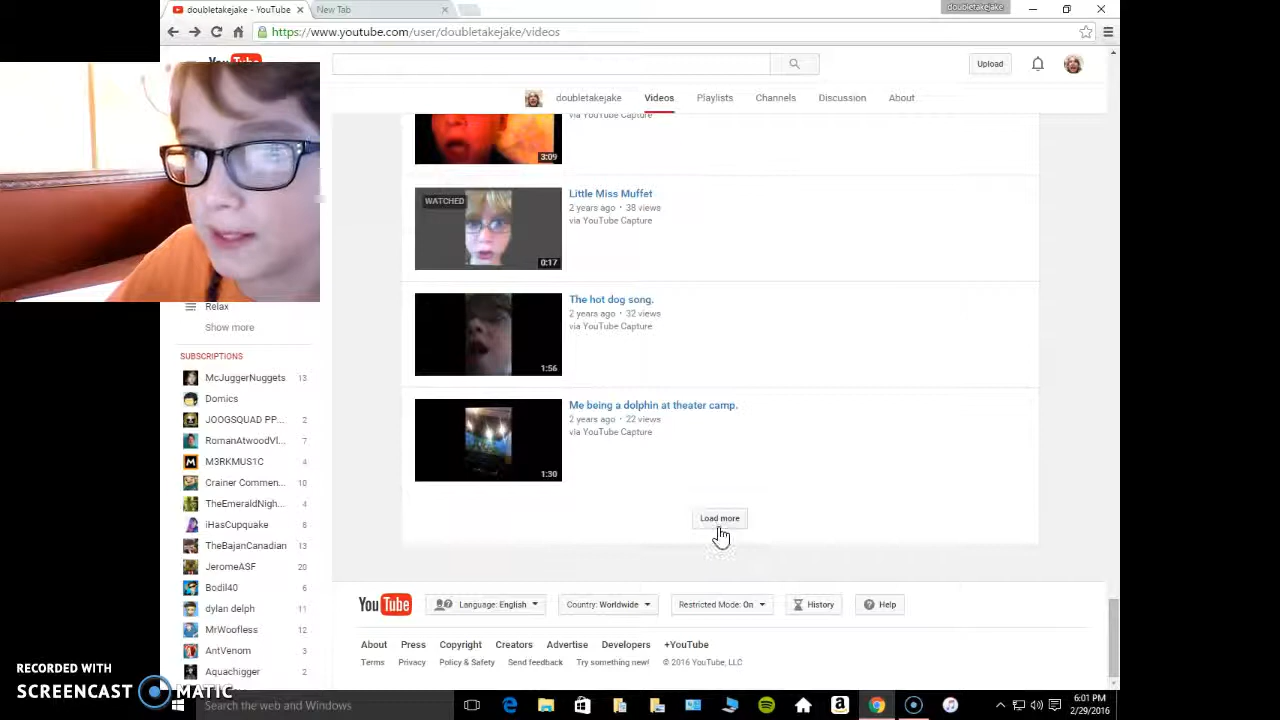 doubletakejake - YouTube
New Tab
doubletakejake
https://www.youtube.com/user/doubletakejake/videos
Upload
doubletakejake Videos Playlists Channels Discussion About
via YouTube Capture
3:09
WATCHED
0:17
Little Miss Muffet
2 years ago • 38 views
via YouTube Capture
1:56
The hot dog song.
2 years ago • 32 views
via YouTube Capture
1:30
Me being a dolphin at theater camp.
2 years ago • 22 views
via YouTube Capture
Load more
Relax
Show more
SUBSCRIPTIONS
McJuggerNuggets 13
Domics
JOOGSQUAD PP... 2
RomanAtwoodVl... 7
M3RKMUS1C 4
Crainer Commen... 10
TheEmeraldNigh... 4
iHasCupquake 8
TheBajanCanadian 13
JeromeASF 20
Bodil40 6
dylan delph 11
MrWoofless 12
AntVenom 3
Aquachigger 2
YouTube Language: English Country: Worldwide Restricted Mode: On History Help
About Press Copyright Creators Advertise Developers +YouTube
Terms Privacy Policy & Safety Send feedback Try something new! © 2016 YouTube, LLC
RECORDED WITH
SCREENCAST MATIC
Search the web and Windows
6:01 PM
2/29/2016